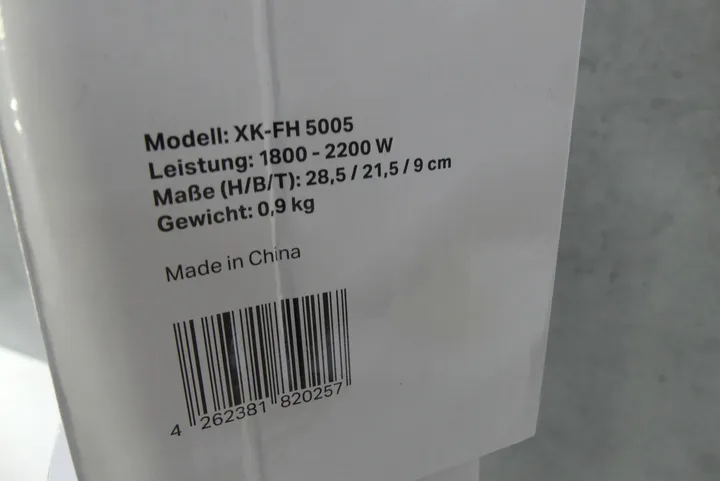 Modell: XK-FH 5005
Leistung: 1800 - 2200 W
Maße (H/B/T): 28,5 / 21,5 / 9 cm
Gewicht: 0,9 kg
Made in China
4 262381 820257